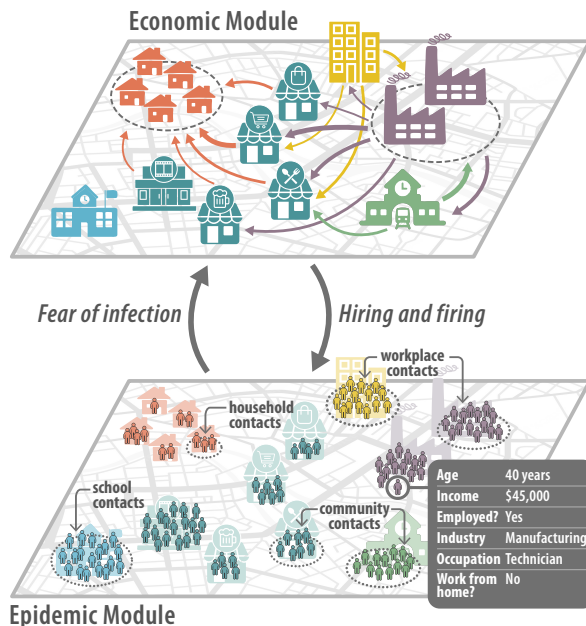 Economic Module
Fear of infection
Hiring and firing
workplace
contacts
household
contacts
school
contacts
community
contacts
Age 40 years
Income $45,000
Employed? Yes
Industry Manufacturing
Occupation Technician
Work from No
home?
Epidemic Module